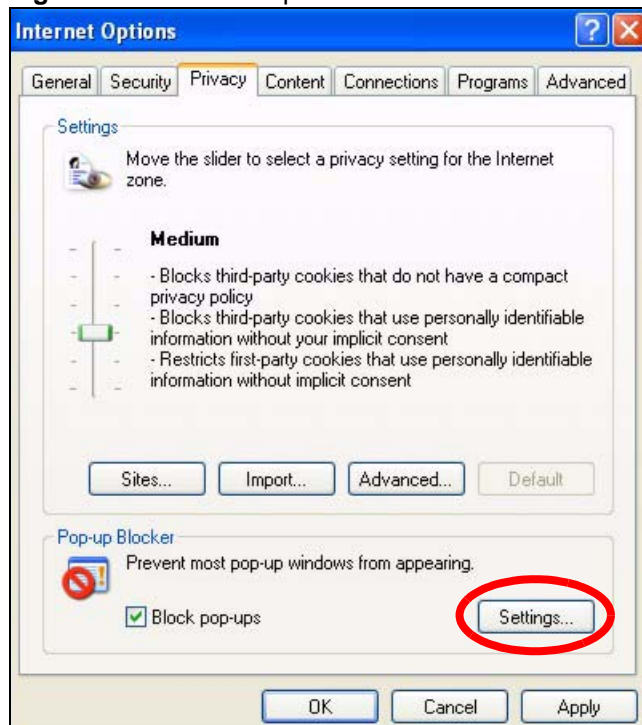 Internet Options
General Security Privacy Content Connections Programs Advanced
Settings
Move the slider to select a privacy setting for the Internet
zone.
Medium
- Blocks third-party cookies that do not have a compact
privacy policy
- Blocks third-party cookies that use personally identifiable
information without your implicit consent
- Restricts first-party cookies that use personally identifiable
information without implicit consent
Sites... Import... Advanced... Default
Pop-up Blocker
Prevent most pop-up windows from appearing.
Block pop-ups
Settings...
OK Cancel Apply